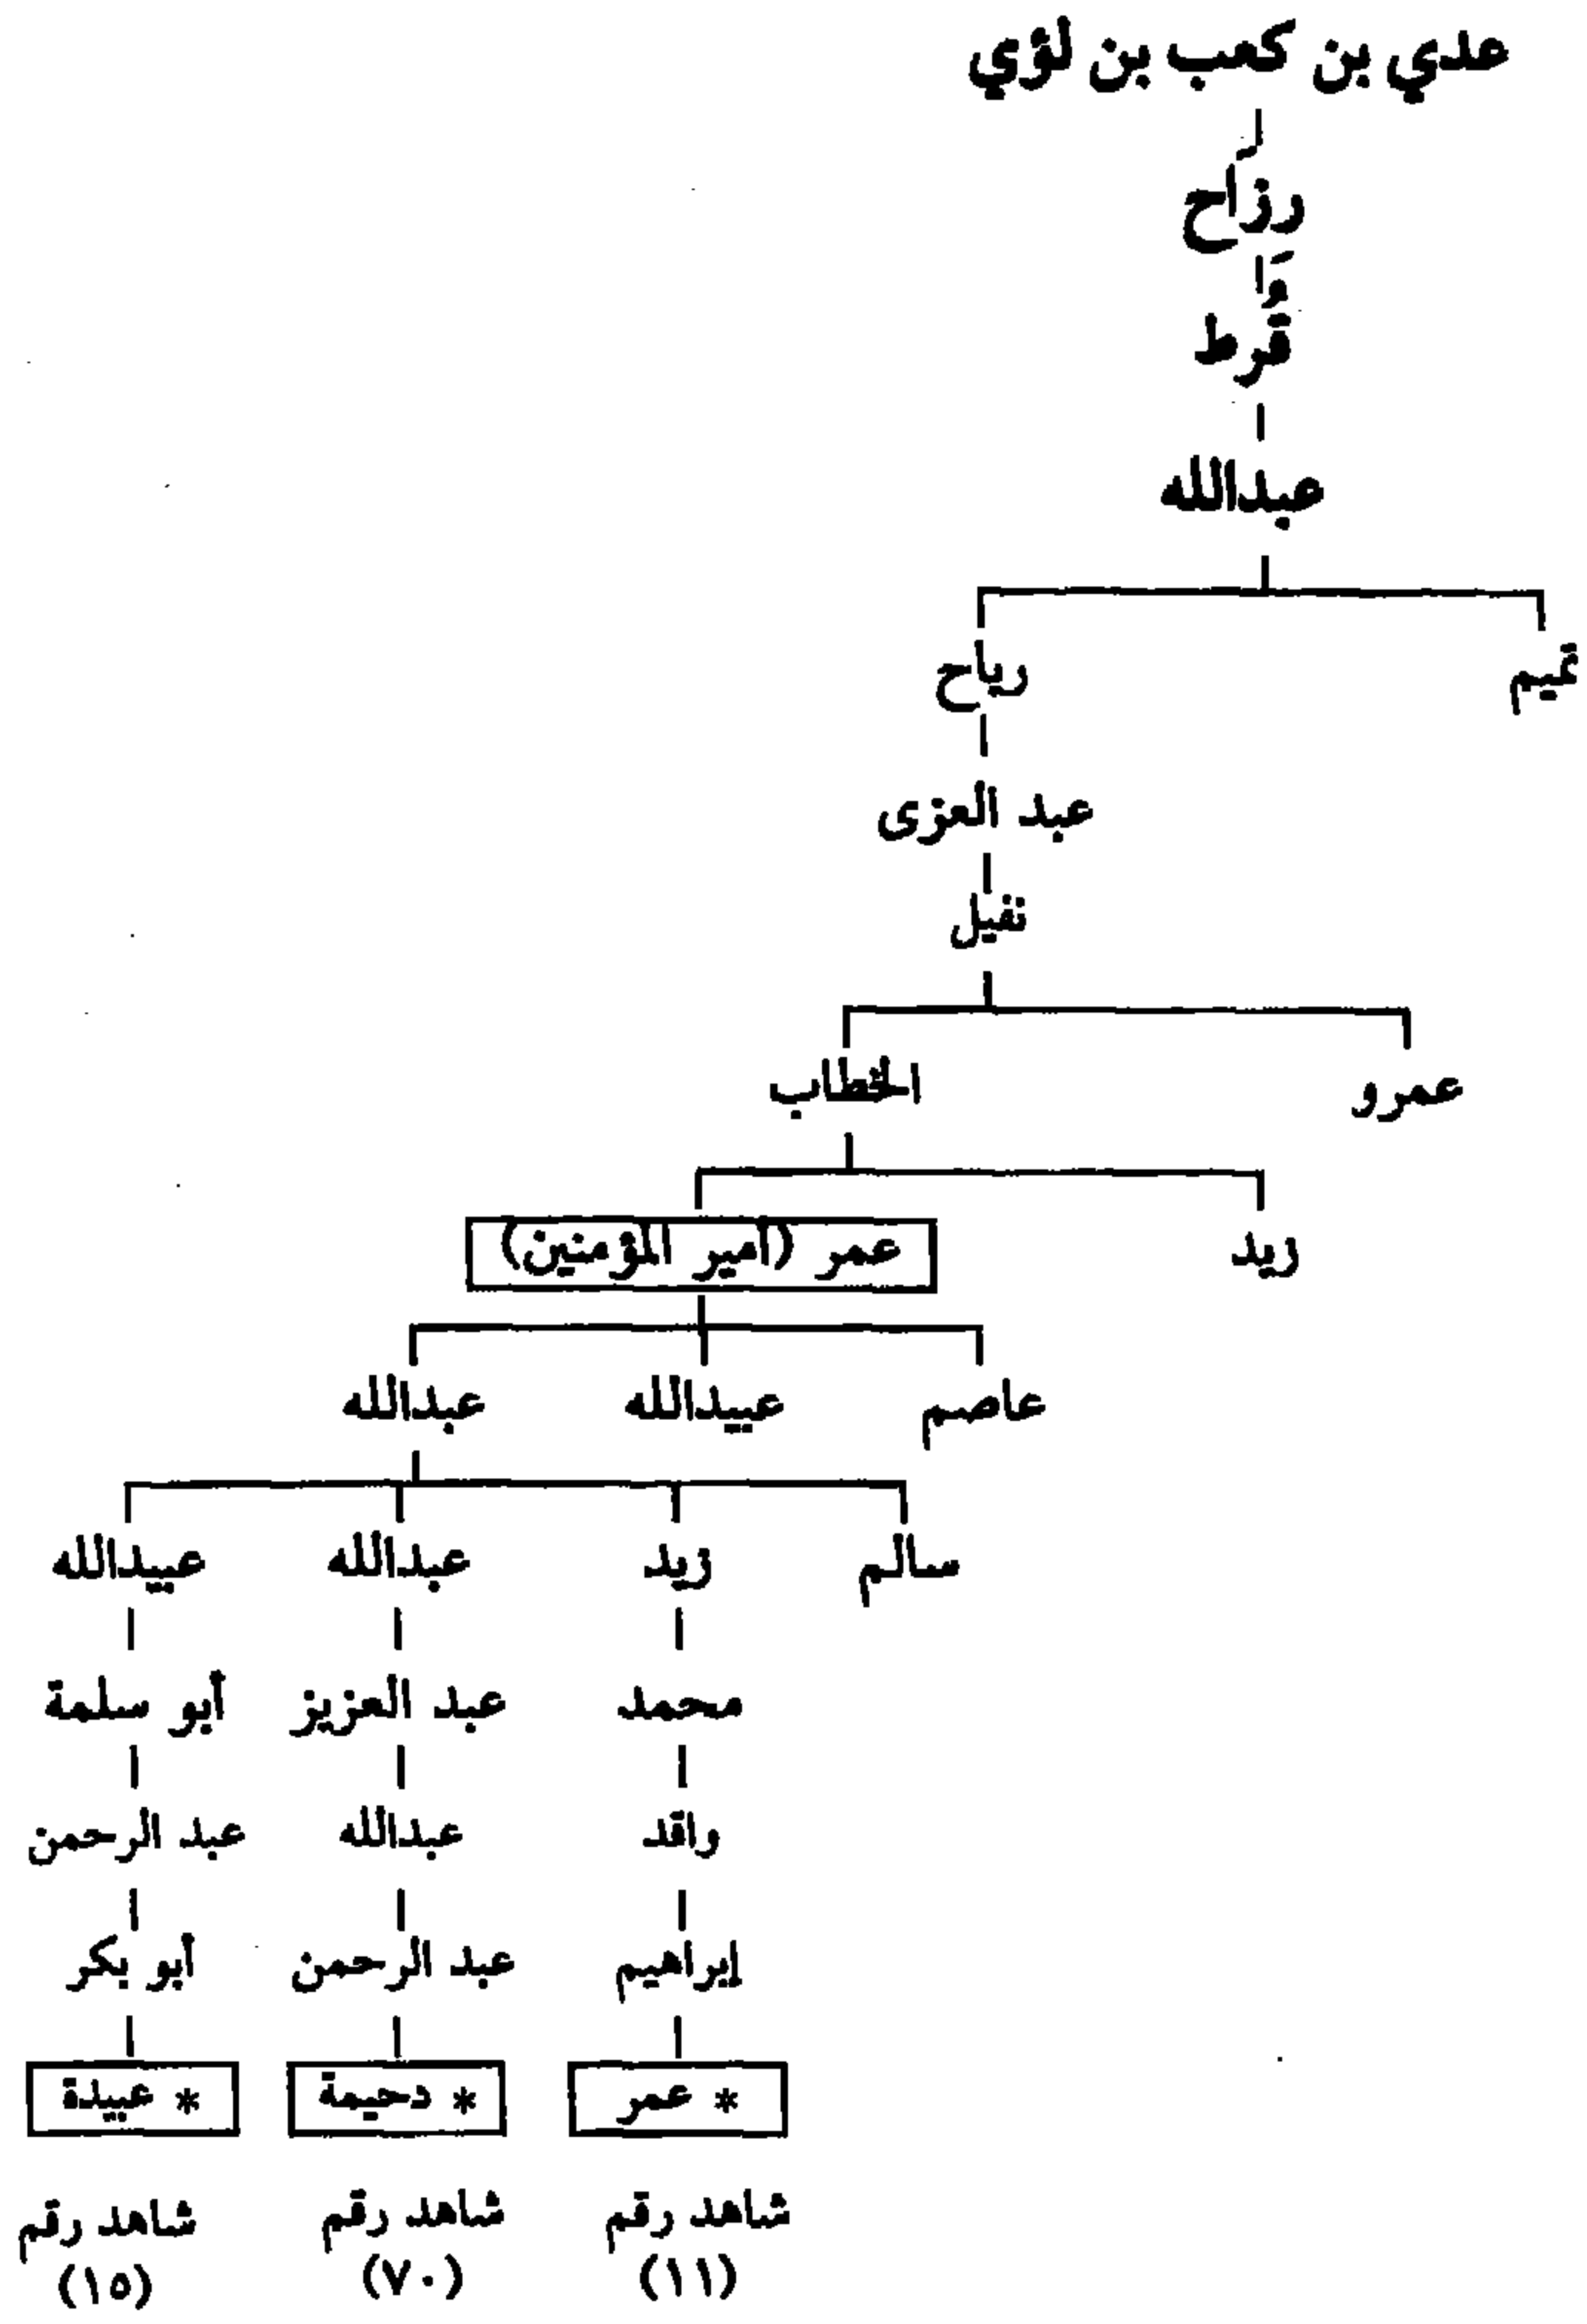 عدي بن كعب بن لؤي
رزاح
قرط
عبدالله
تميم رياح
عبد العزى
نفيل
عمرو الخطاب
زيد عمر (أمير المؤمنين)
عاصم عبيدالله عبدالله
سالم زيد عبدالله عبيدالله
محمد عبد العزيز أبو سلمة
واقد عبدالله عبد الرحمن
إبراهيم عبد الرحمن أبو بكر
* عمر * دحيمة * عبيدة
شاهد رقم شاهد رقم شاهد رقم
(١١) (٧٠) (١٥)